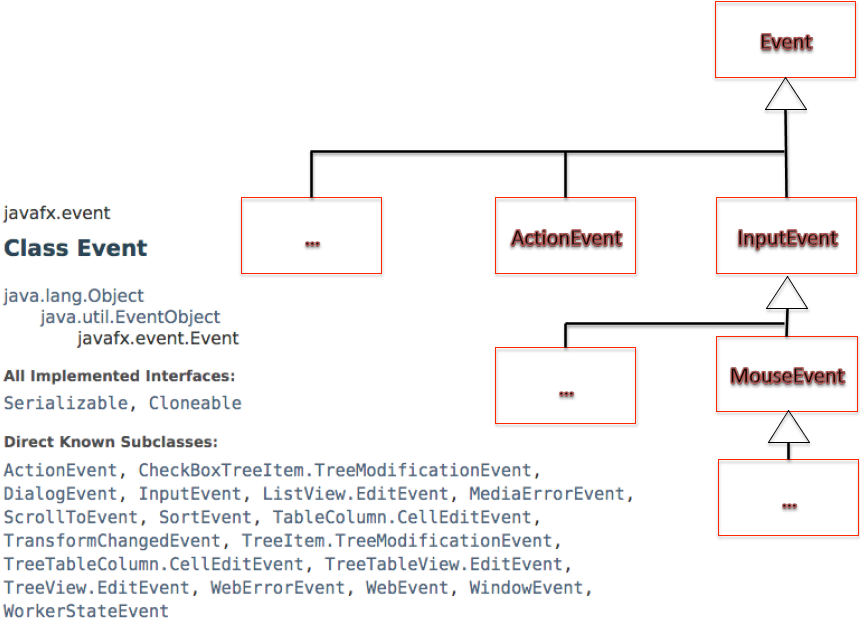 Event
...
ActionEvent
InputEvent
...
MouseEvent
...
javafx.event
Class Event
java.lang.Object
java.util.EventObject
javafx.event.Event
All Implemented Interfaces:
Serializable, Cloneable
Direct Known Subclasses:
ActionEvent, CheckBoxTreeItem.TreeModificationEvent,
DialogEvent, InputEvent, ListView.EditEvent, MediaErrorEvent,
ScrollToEvent, SortEvent, TableColumn.CellEditEvent,
TransformChangedEvent, TreeItem.TreeModificationEvent,
TreeTableColumn.CellEditEvent, TreeTableView.EditEvent,
TreeView.EditEvent, WebErrorEvent, WebEvent, WindowEvent,
WorkerStateEvent